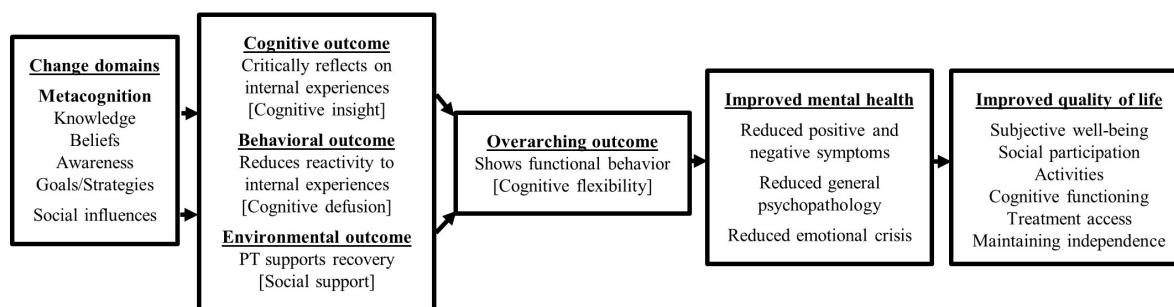 Change domains
Metacognition
Knowledge
Beliefs
Awareness
Goals/Strategies
Social influences
Cognitive outcome
Critically reflects on
internal experiences
[Cognitive insight]
Behavioral outcome
Reduces reactivity to
internal experiences
[Cognitive defusion]
Environmental outcome
PT supports recovery
[Social support]
Overarching outcome
Shows functional behavior
[Cognitive flexibility]
Improved mental health
Reduced positive and
negative symptoms
Reduced general
psychopathology
Reduced emotional crisis
Improved quality of life
Subjective well-being
Social participation
Activities
Cognitive functioning
Treatment access
Maintaining independence